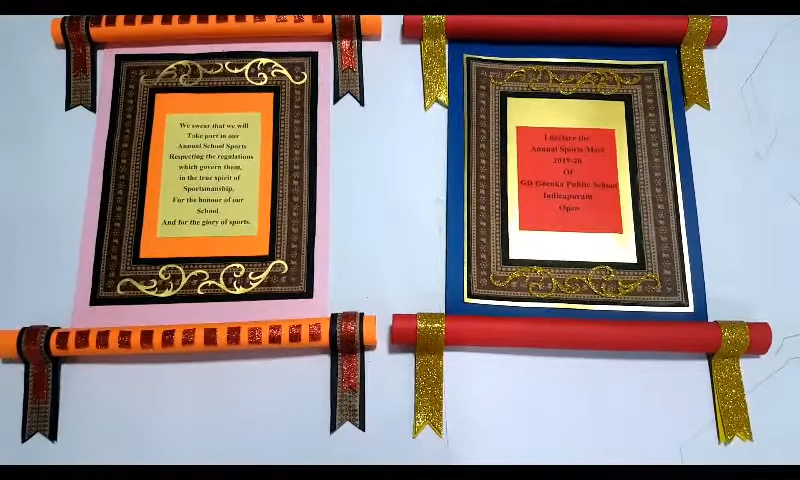 We swear that we will
Take part in our
Annual School Sports
Respecting the regulations
which govern them,
in the true spirit of
Sportsmanship,
For the honour of our
School
And for the glory of sports.
I declare the
Annual Sports Meet
2019-20
Of
GD Goenka Public School
Indirapuram
Open